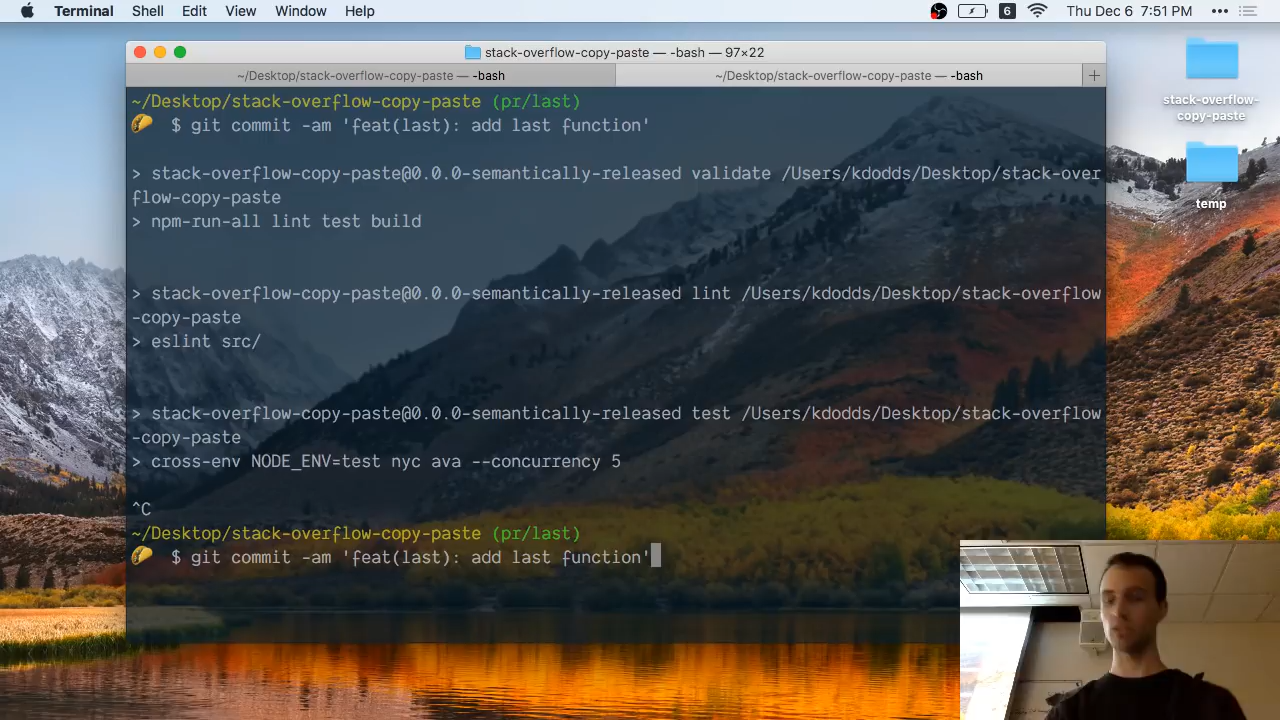 Terminal Shell Edit View Window Help 6 Thu Dec 6 7:51 PM
stack-overflow-copy-paste — -bash — 97×22
~/Desktop/stack-overflow-copy-paste — -bash ~/Desktop/stack-overflow-copy-paste — -bash +
~/Desktop/stack-overflow-copy-paste (pr/last)
$ git commit -am 'feat(last): add last function'
> stack-overflow-copy-paste@0.0.0-semantically-released validate /Users/kdodds/Desktop/stack-over
flow-copy-paste
> npm-run-all lint test build
> stack-overflow-copy-paste@0.0.0-semantically-released lint /Users/kdodds/Desktop/stack-overflow
-copy-paste
> eslint src/
> stack-overflow-copy-paste@0.0.0-semantically-released test /Users/kdodds/Desktop/stack-overflow
-copy-paste
> cross-env NODE_ENV=test nyc ava --concurrency 5
^C
~/Desktop/stack-overflow-copy-paste (pr/last)
$ git commit -am 'feat(last): add last function'
stack-overflow-
copy-paste
temp